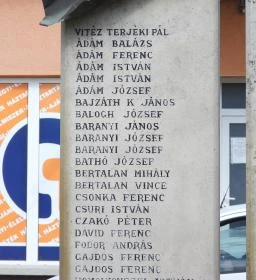 VITÉZ TERJÉKI PÁL
ÁDÁM BALÁZS
ÁDÁM FERENC
ÁDÁM ISTVÁN
ÁDÁM ISTVÁN
ÁDÁM JÓZSEF
BAJZÁTH K JÁNOS
BALOGH JÓZSEF
BARANYI JÁNOS
BARANYI JÓZSEF
BARANYI JÓZSEF
BATHÓ JÓZSEF
BERTALAN MIHÁLY
BERTALAN VINCE
CSONKA FERENC
CSURI ISTVÁN
CZAKÓ PÉTER
DÁVID FERENC
FODOR ANDRÁS
GAJDOS FERENC
GAJDOS FERENC